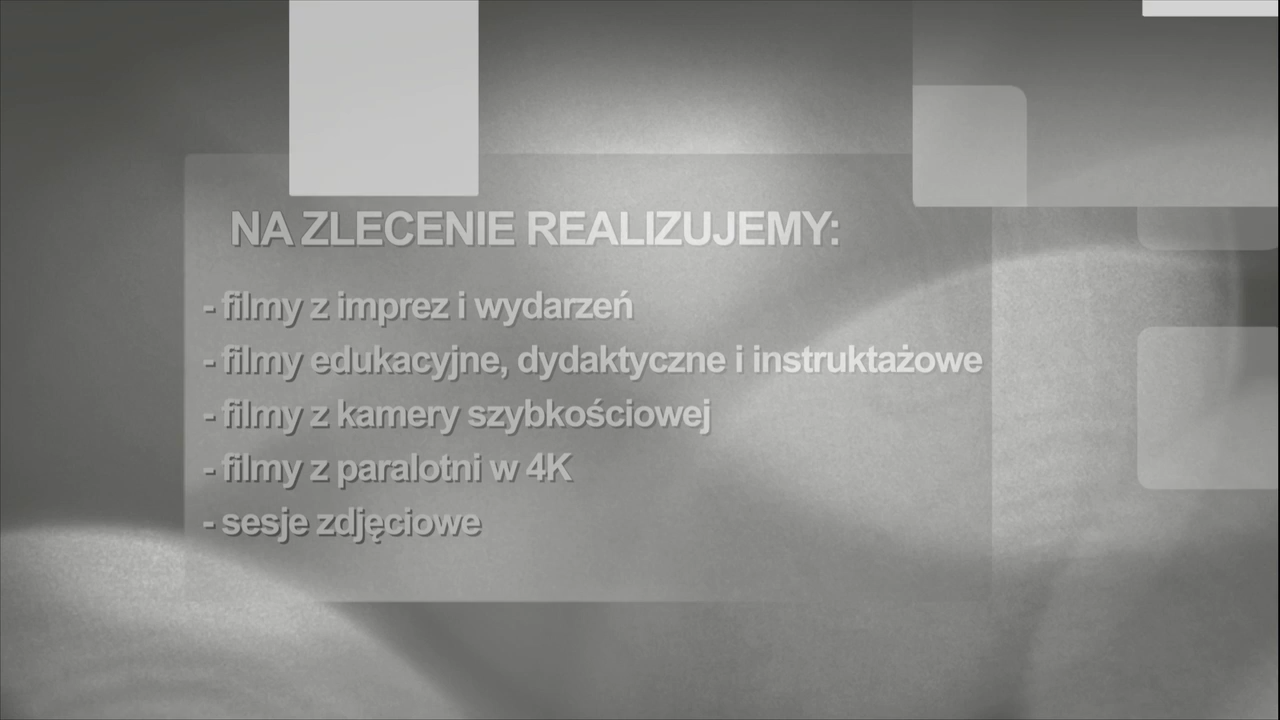 NA ZLECENIE REALIZUJEMY:
- filmy z imprez i wydarzeń
- filmy edukacyjne, dydaktyczne i instruktażowe
- filmy z kamery szybkościowej
- filmy z paralotni w 4K
- sesje zdjęciowe